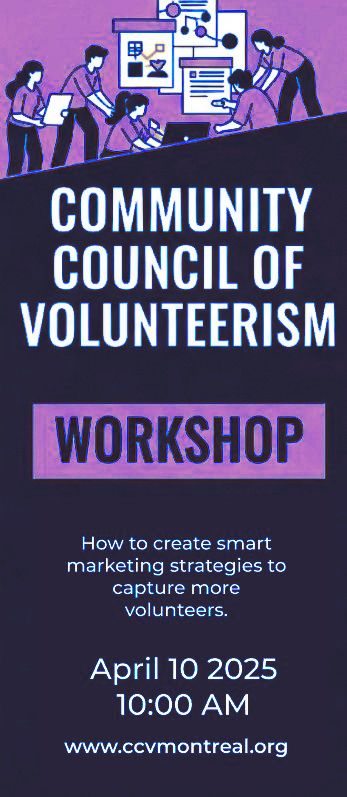 COMMUNITY
COUNCIL OF
VOLUNTEERISM
WORKSHOP
How to create smart
marketing strategies to
capture more
volunteers.
April 10 2025
10:00 AM
www.ccvmontreal.org